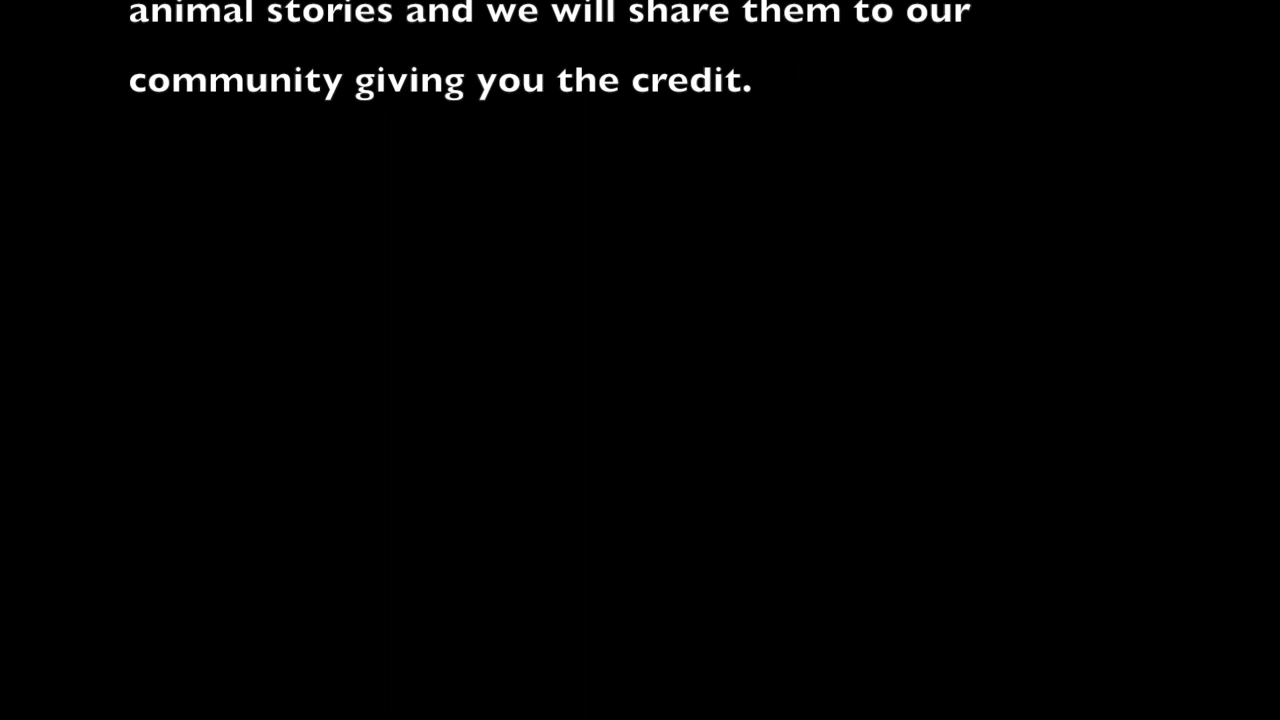 animal stories and we will share them to our
community giving you the credit.